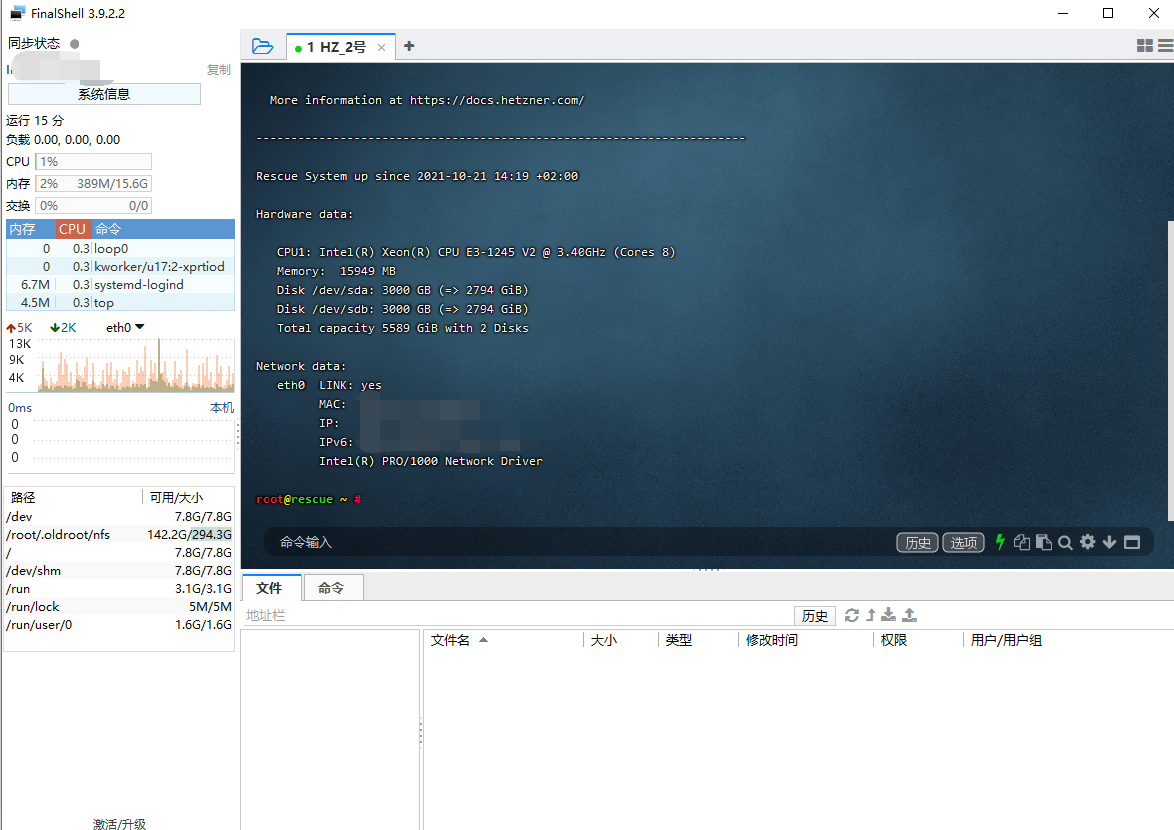 FinalShell 3.9.2.2
同步状态
复制
系统信息
运行 15 分
负载 0.00, 0.00, 0.00
CPU 1%
内存 2% 389M/15.6G
交换 0% 0/0
内存 CPU 命令
0 0.3 loop0
0 0.3 kworker/u17:2-xprtiod
6.7M 0.3 systemd-logind
4.5M 0.3 top
5K 2K eth0
13K
9K
4K
0ms 本机
0
0
0
路径 可用/大小
/dev 7.8G/7.8G
/root/.oldroot/nfs 142.2G/294.3G
/ 7.8G/7.8G
/dev/shm 7.8G/7.8G
/run 3.1G/3.1G
/run/lock 5M/5M
/run/user/0 1.6G/1.6G
激活/升级
1 HZ_2号
More information at https://docs.hetzner.com/
----------------------------------------------------------------------
Rescue System up since 2021-10-21 14:19 +02:00
Hardware data:
CPU1: Intel(R) Xeon(R) CPU E3-1245 V2 @ 3.40GHz (Cores 8)
Memory: 15949 MB
Disk /dev/sda: 3000 GB (=> 2794 GiB)
Disk /dev/sdb: 3000 GB (=> 2794 GiB)
Total capacity 5589 GiB with 2 Disks
Network data:
eth0 LINK: yes
MAC:
IP:
IPv6:
Intel(R) PRO/1000 Network Driver
root@rescue ~ #
命令输入 历史 选项
文件 命令
地址栏 历史
文件名 大小 类型 修改时间 权限 用户/用户组